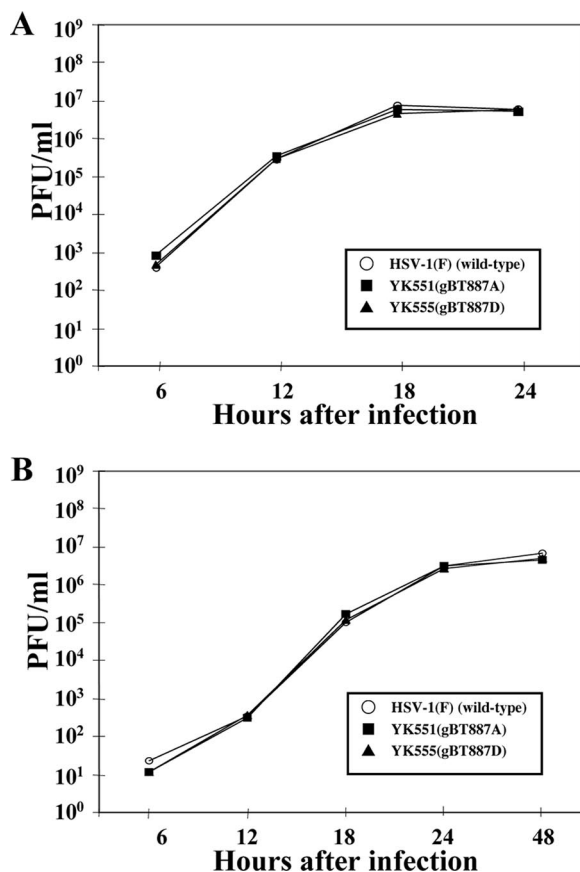 A
PFU/ml
10⁹
10⁸
10⁷
10⁶
10⁵
10⁴
10³
10²
10¹
10⁰
HSV-1(F) (wild-type)
YK551(gBT887A)
YK555(gBT887D)
6 12 18 24
Hours after infection
B
PFU/ml
10⁹
10⁸
10⁷
10⁶
10⁵
10⁴
10³
10²
10¹
10⁰
HSV-1(F) (wild-type)
YK551(gBT887A)
YK555(gBT887D)
6 12 18 24 48
Hours after infection